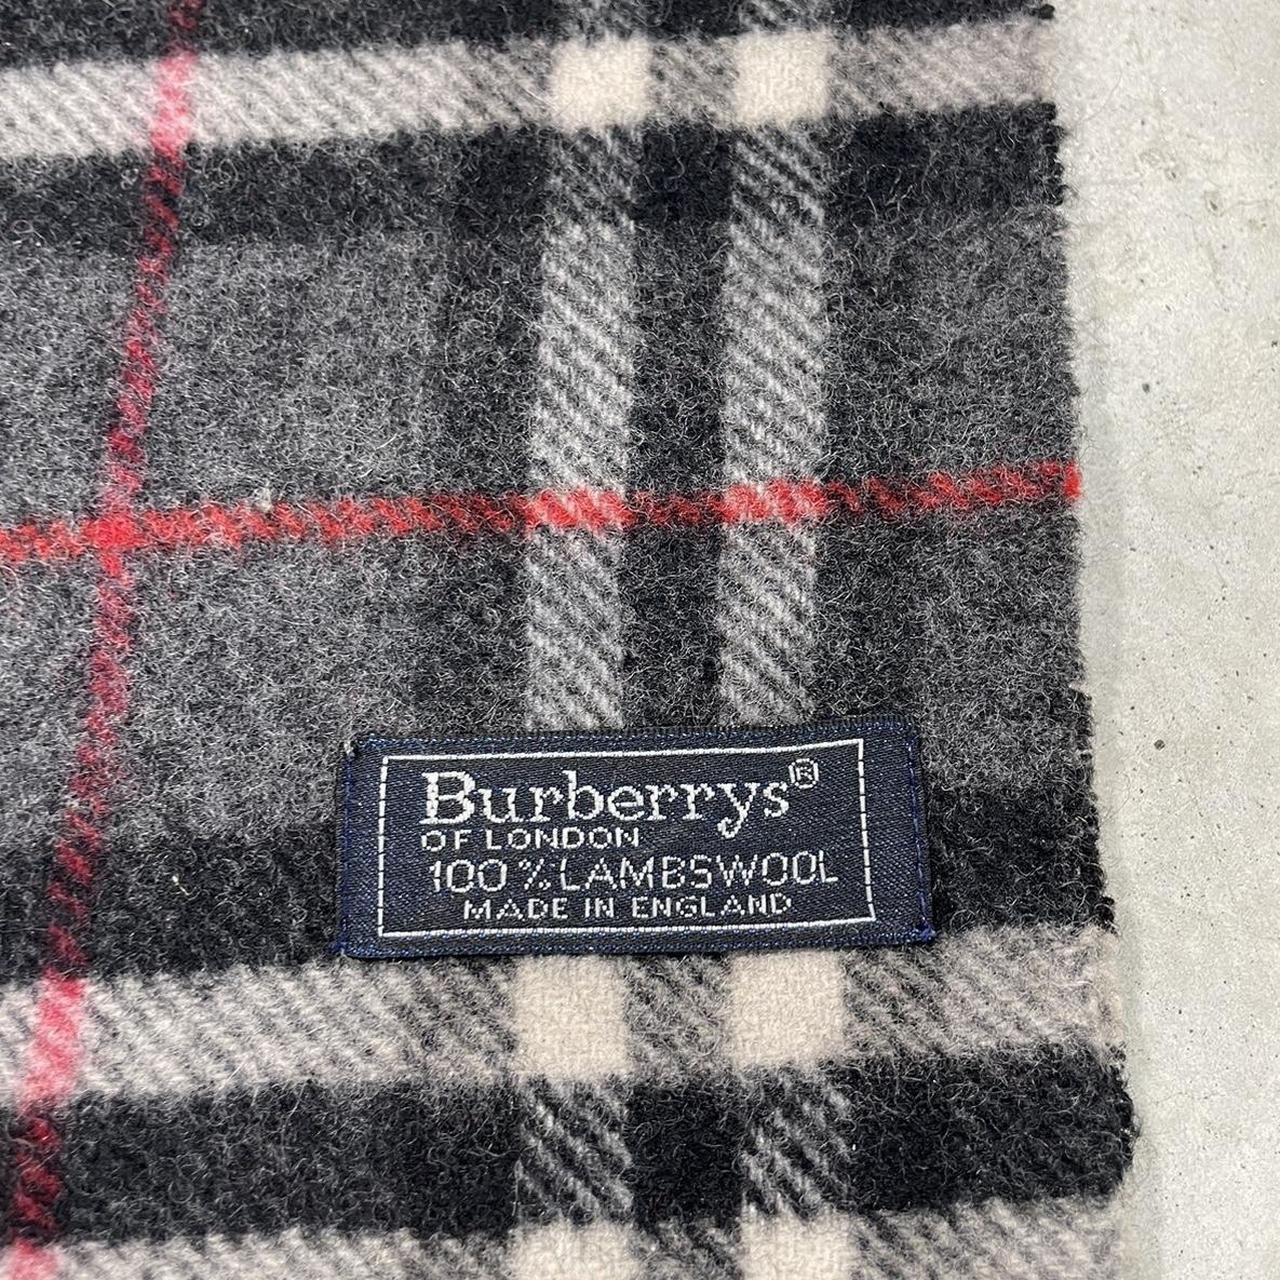 Burberrys®
OF LONDON
100% LAMBSWOOL
MADE IN ENGLAND